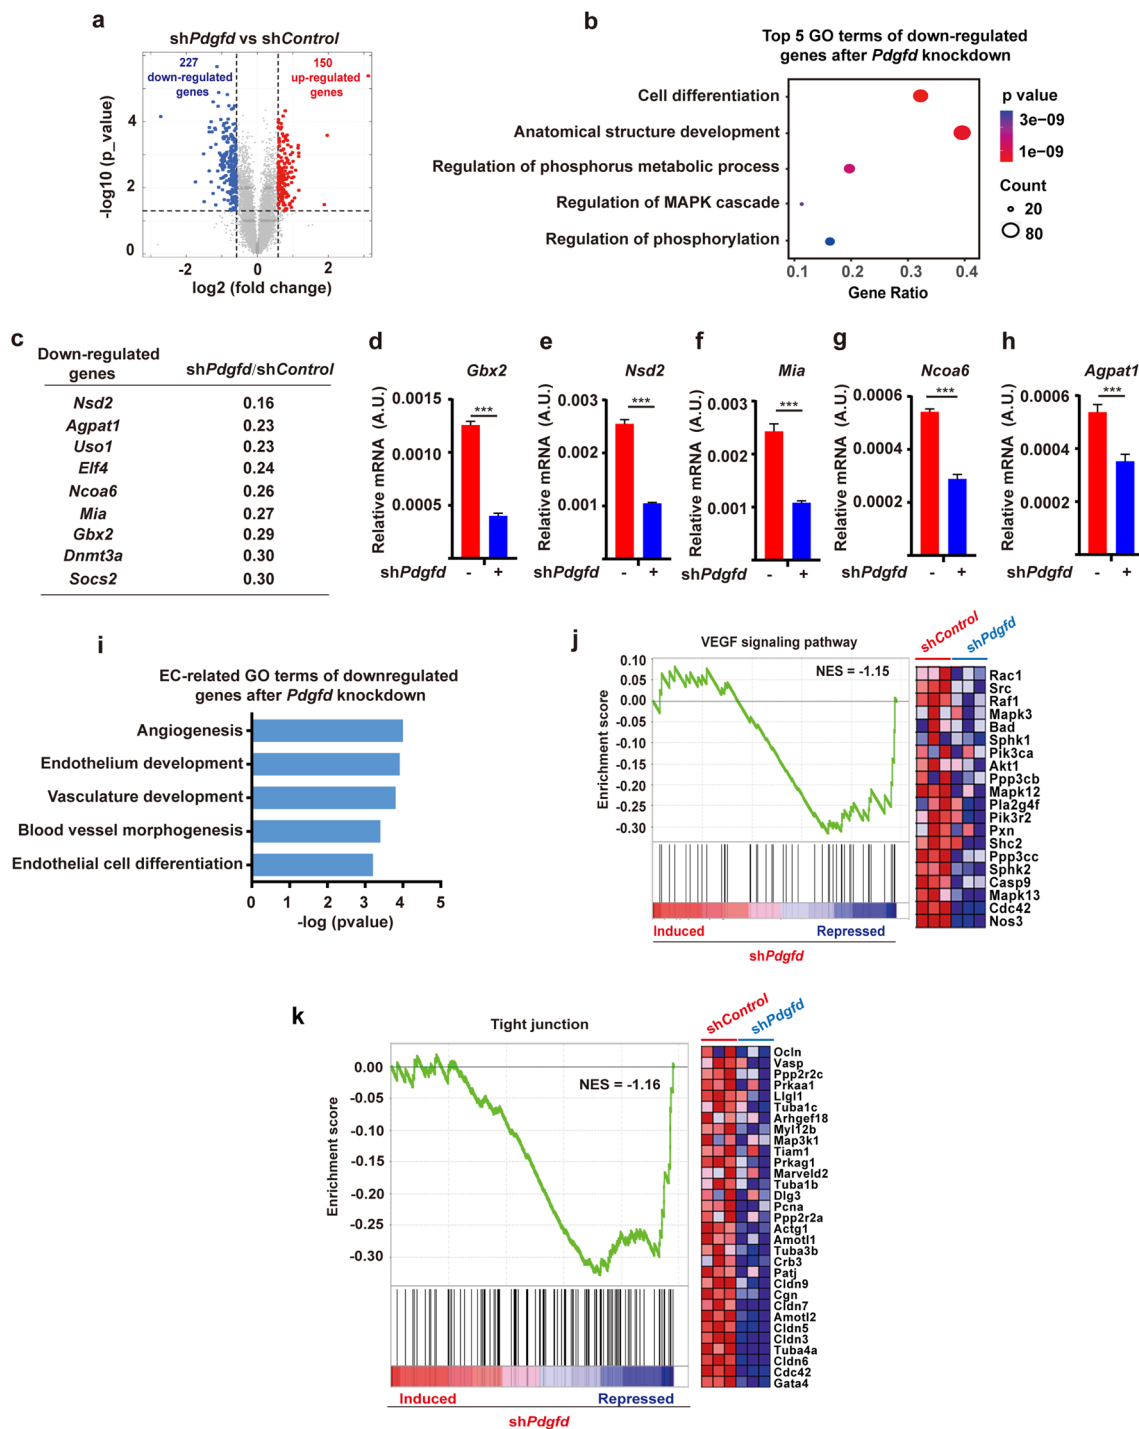 a
shPdgfd vs shControl
227
down-regulated
genes
150
up-regulated
genes
-log10 (p_value)
4
2
0
-2
0
2
log2 (fold change)
b
Top 5 GO terms of down-regulated
genes after Pdgfd knockdown
Cell differentiation
Anatomical structure development
Regulation of phosphorus metabolic process
Regulation of MAPK cascade
Regulation of phosphorylation
0.1
0.2
0.3
0.4
Gene Ratio
p value
3e−09
1e−09
Count
20
80
c
Down-regulated
genes
shPdgfd/shControl
Nsd2 0.16
Agpat1 0.23
Uso1 0.23
Elf4 0.24
Ncoa6 0.26
Mia 0.27
Gbx2 0.29
Dnmt3a 0.30
Socs2 0.30
d
Gbx2
Relative mRNA (A.U.)
0.0015
0.0010
0.0005
***
shPdgfd - +
e
Nsd2
Relative mRNA (A.U.)
0.003
0.002
0.001
***
shPdgfd - +
f
Mia
Relative mRNA (A.U.)
0.003
0.002
0.001
***
shPdgfd - +
g
Ncoa6
Relative mRNA (A.U.)
0.0006
0.0004
0.0002
***
shPdgfd - +
h
Agpat1
Relative mRNA (A.U.)
0.0006
0.0004
0.0002
***
shPdgfd - +
i
EC-related GO terms of downregulated
genes after Pdgfd knockdown
Angiogenesis
Endothelium development
Vasculature development
Blood vessel morphogenesis
Endothelial cell differentiation
0 1 2 3 4 5
-log (pvalue)
j
VEGF signaling pathway
NES = -1.15
Enrichment score
0.10
0.05
0.00
-0.05
-0.10
-0.15
-0.20
-0.25
-0.30
Induced
Repressed
shPdgfd
shControl
shPdgfd
Rac1
Src
Raf1
Mapk3
Bad
Sphk1
Pik3ca
Akt1
Ppp3cb
Mapk12
Pla2g4f
Pik3r2
Pxn
Shc2
Ppp3cc
Sphk2
Casp9
Mapk13
Cdc42
Nos3
k
Tight junction
NES = -1.16
Enrichment score
0.00
-0.05
-0.10
-0.15
-0.20
-0.25
-0.30
Induced
Repressed
shPdgfd
shControl
shPdgfd
Ocln
Vasp
Ppp2r2c
Prkaa1
Llgl1
Tuba1c
Arhgef18
Myl12b
Map3k1
Tiam1
Prkag1
Marveld2
Tuba1b
Dlg3
Pcna
Ppp2r2a
Actg1
Amotl1
Tuba3b
Crb3
Patj
Cldn9
Cgn
Cldn7
Amotl2
Cldn5
Cldn3
Tuba4a
Cldn6
Cdc42
Gata4